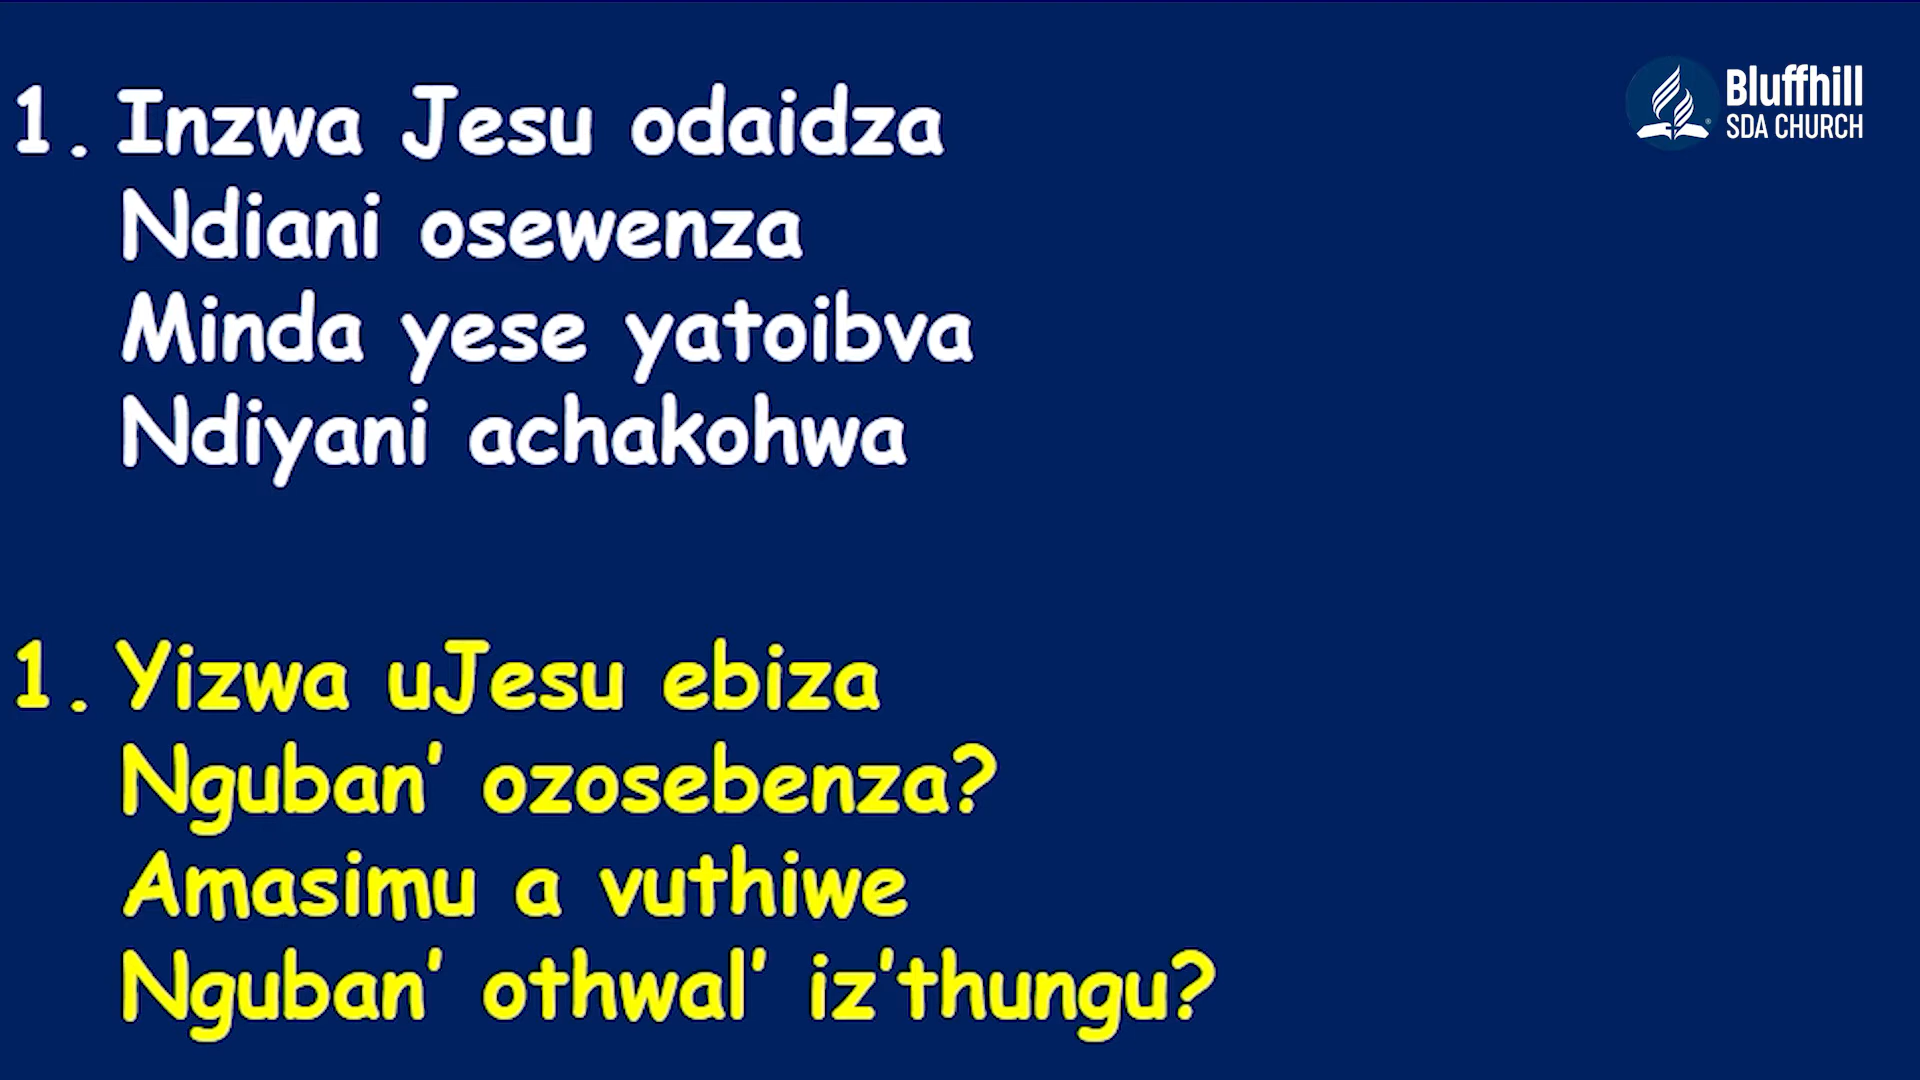 1. Inzwa Jesu odaidza
Ndiani osewenza
Minda yese yatoibva
Ndiyani achakohwa
1. Yizwa uJesu ebiza
Nguban’ ozosebenza?
Amasimu a vuthiwe
Nguban’ othwal’ iz’thungu?
Bluffhill
SDA CHURCH